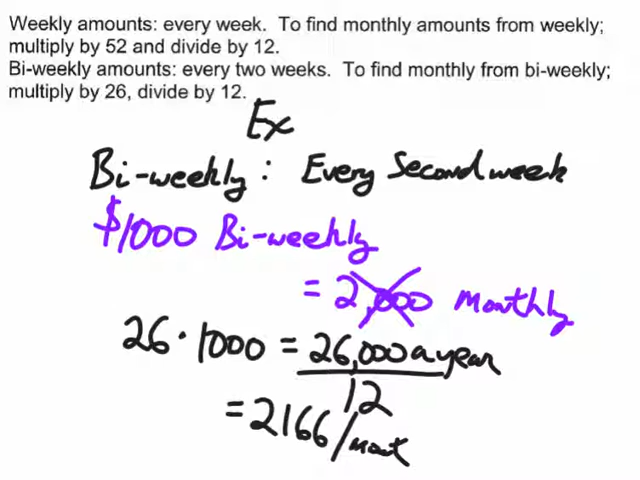 Weekly amounts: every week. To find monthly amounts from weekly;
multiply by 52 and divide by 12.
Bi-weekly amounts: every two weeks. To find monthly from bi-weekly;
multiply by 26, divide by 12.
Ex
Bi-weekly: Every Second week
$1000 Bi-weekly
= 2,000 Monthly
26 · 1000 = 26,000 a year
12
= 2166/mont